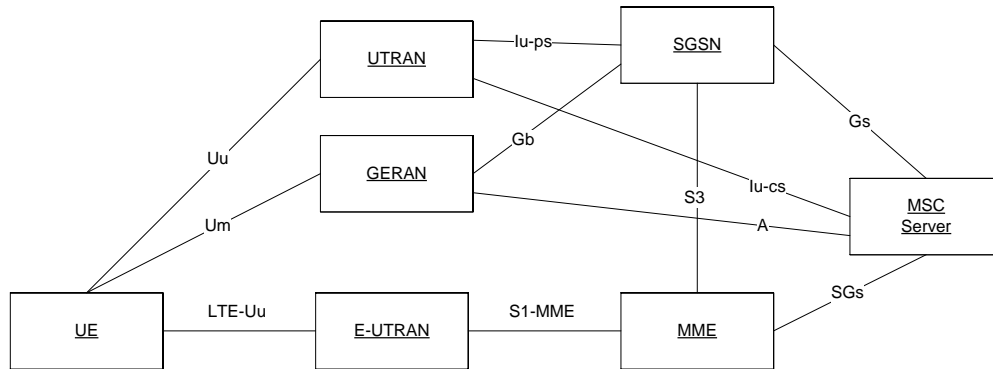 Iu-ps
SGSN
UTRAN
Gs
Gb
Uu
GERAN
Iu-cs
MSC
Server
S3
Um
A
SGs
LTE-Uu
S1-MME
UE
E-UTRAN
MME